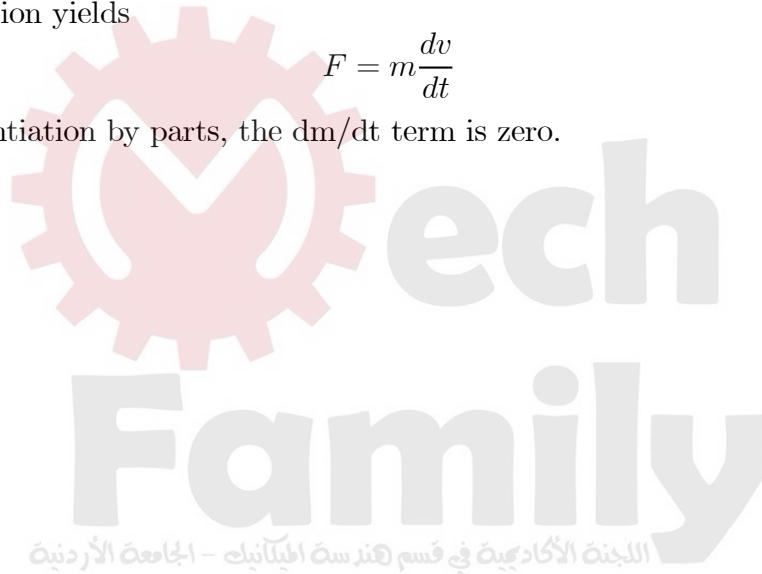 ion yields
F = m dv/dt
ntiation by parts, the dm/dt term is zero.
Mech
Family
اللجنة الأكاديمية في قسم هندسة الميكانيك - الجامعة الأردنية